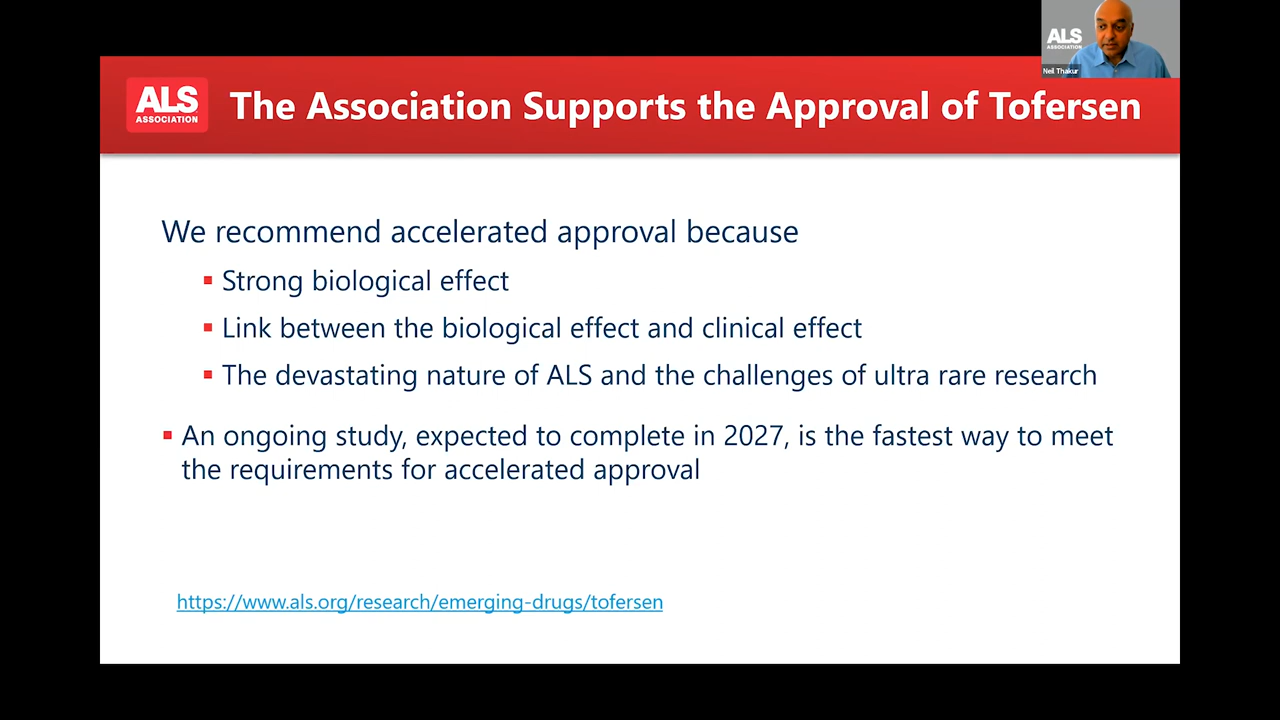 ALS
ASSOCIATION
Neil Thakur
ALS
ASSOCIATION
The Association Supports the Approval of Tofersen
We recommend accelerated approval because
▪ Strong biological effect
▪ Link between the biological effect and clinical effect
▪ The devastating nature of ALS and the challenges of ultra rare research
▪ An ongoing study, expected to complete in 2027, is the fastest way to meet
the requirements for accelerated approval
https://www.als.org/research/emerging-drugs/tofersen